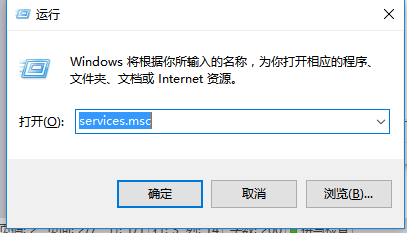 运行
Windows 将根据你所输入的名称，为你打开相应的程序、
文件夹、文档或 Internet 资源。
打开(O): services.msc
确定 取消 浏览(B)...